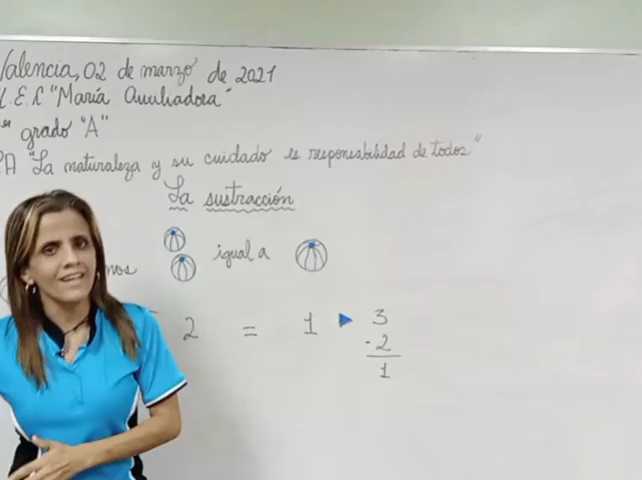 Valencia, 02 de marzo de 2021
U.E.C "María Auxiliadora"
grado "A"
P.A "La naturaleza y su cuidado es responsabilidad de todos"
La sustracción
nos igual a
- 2 = 1 ▶ 3
- 2
1